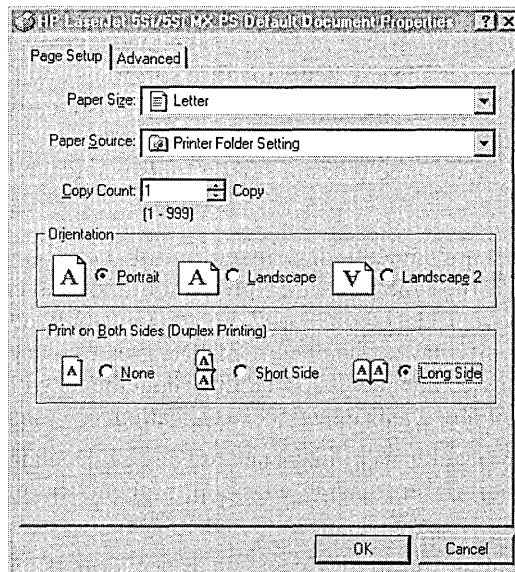 HP LaserJet 5Si/5Si MX PS Default Document Properties ? X
Page Setup Advanced
Paper Size: Letter
Paper Source: Printer Folder Setting
Copy Count: 1 Copy
(1 - 999)
Orientation
A Portrait A Landscape A Landscape 2
Print on Both Sides (Duplex Printing)
A None A A Short Side A A Long Side
OK Cancel